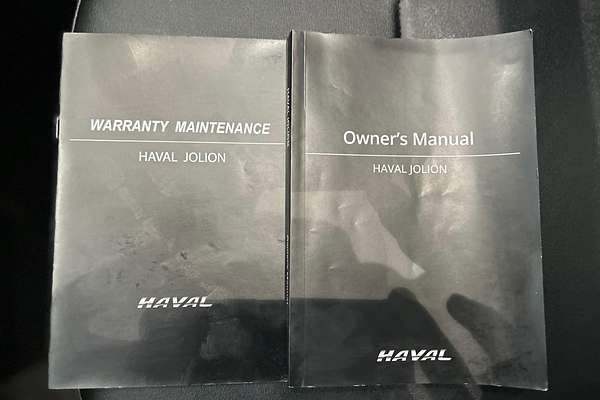 WARRANTY MAINTENANCE
HAVAL JOLION
HAVAL
Owner's Manual
HAVAL JOLION
HAVAL